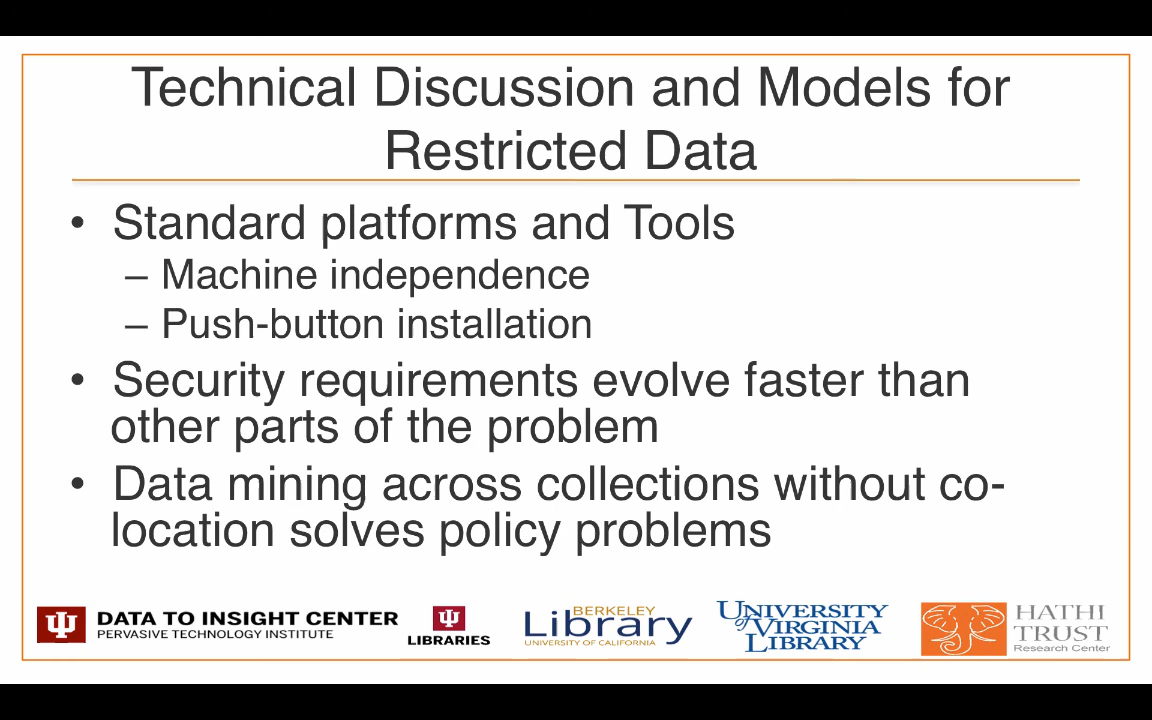 Technical Discussion and Models for
Restricted Data
• Standard platforms and Tools
– Machine independence
– Push-button installation
• Security requirements evolve faster than
other parts of the problem
• Data mining across collections without co-
location solves policy problems
DATA TO INSIGHT CENTER
PERVASIVE TECHNOLOGY INSTITUTE
LIBRARIES
BERKELEY
Library
UNIVERSITY OF CALIFORNIA
UNIVERSITY
of VIRGINIA
LIBRARY
HATHI
TRUST
Research Center